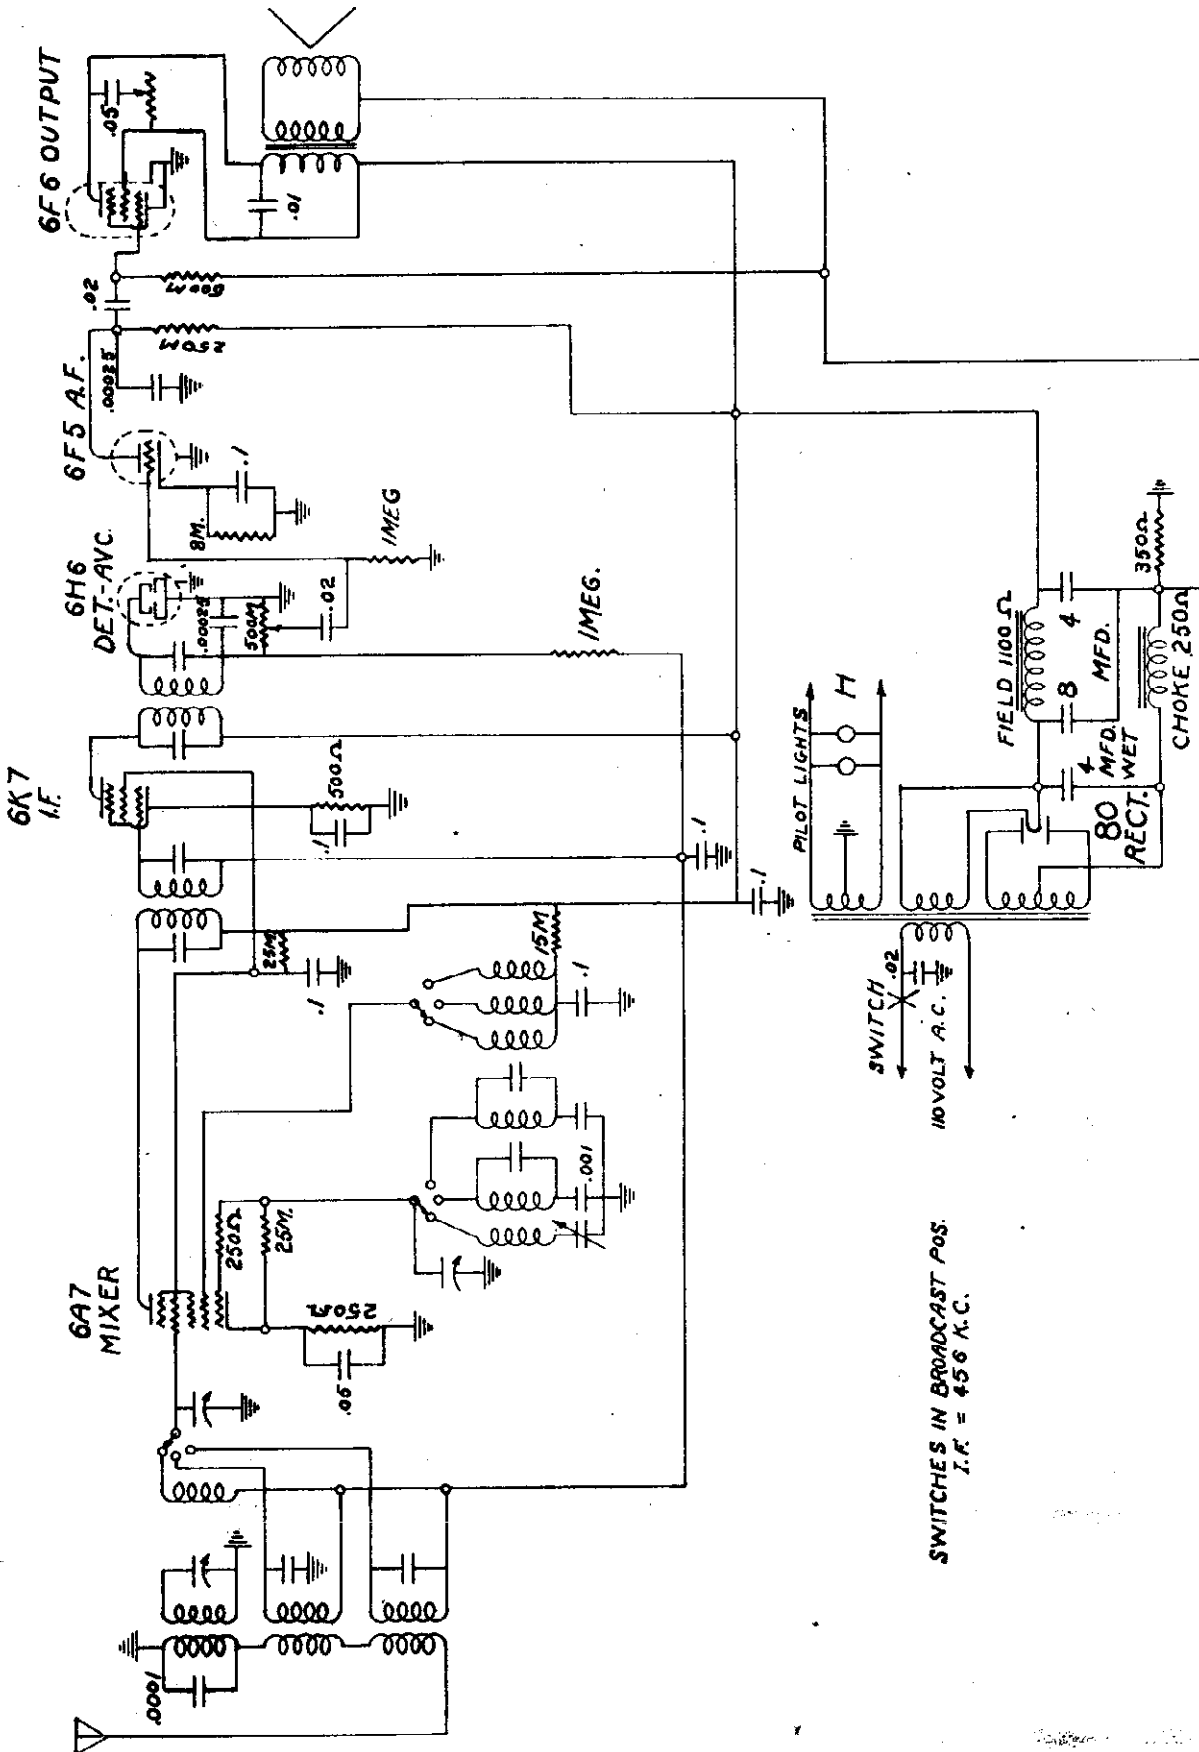 6A7
MIXER
6K7
I.F.
6H6
DET.-AVC.
6F5 A.F.
6F6 OUTPUT
.0001
250Ω
25M.
.05
250Ω
.001
25M.
.1
15M
.1
.1
500Ω
.1
.1
.00025
500M.
.02
1MEG.
8M.
.1
1MEG
.00025
.02
250M
600M
.05
.01
SWITCH
.02
110 VOLT A.C.
PILOT LIGHTS
H
80
RECT.
4
MFD.
WET
8
4
MFD.
FIELD 1100Ω
CHOKE 250Ω
350Ω
SWITCHES IN BROADCAST POS.
I.F. = 456 K.C.